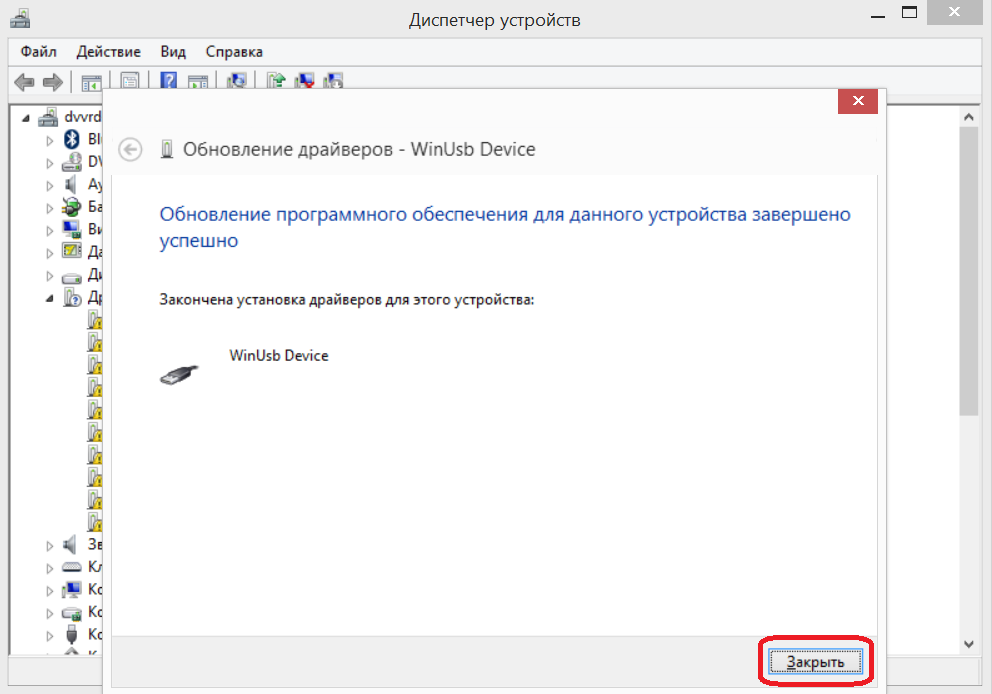 Диспетчер устройств
Файл Действие Вид Справка
dvvrd
Bl
DV
Ау
Ба
Ви
Да
Ди
Др
Зв
Кл
Ко
Ко
Ко
Обновление драйверов - WinUsb Device
Обновление программного обеспечения для данного устройства завершено
успешно
Закончена установка драйверов для этого устройства:
WinUsb Device
Закрыть